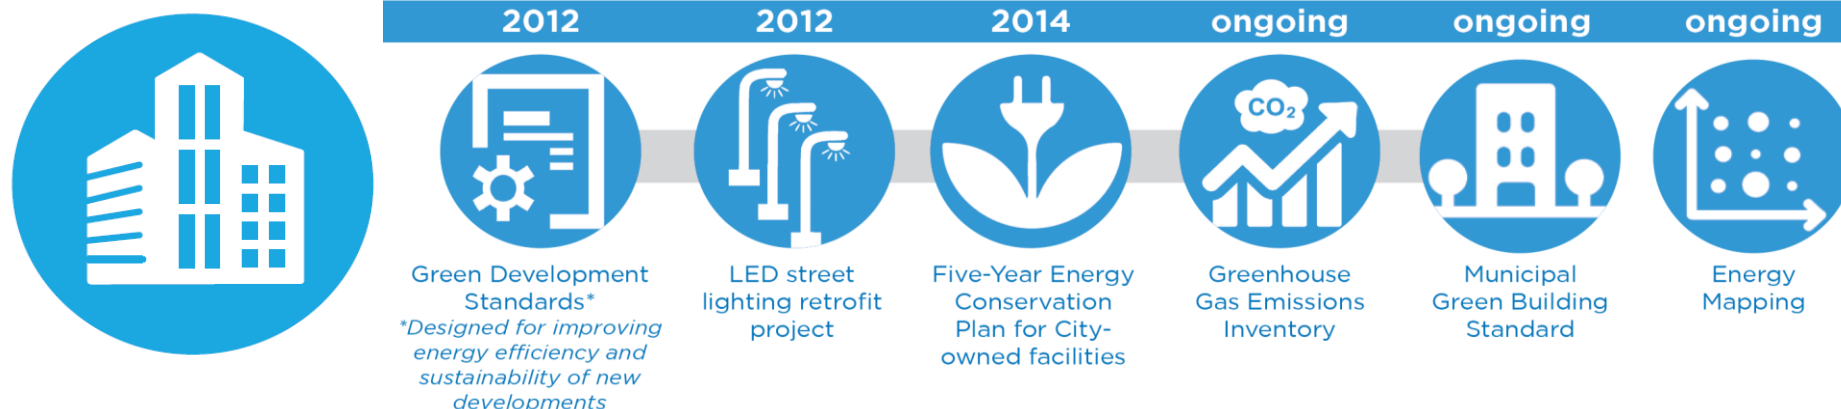 2012
2012
2014
ongoing
ongoing
ongoing
CO₂
Green Development
Standards*
*Designed for improving
energy efficiency and
sustainability of new
developments
LED street
lighting retrofit
project
Five-Year Energy
Conservation
Plan for City-
owned facilities
Greenhouse
Gas Emissions
Inventory
Municipal
Green Building
Standard
Energy
Mapping